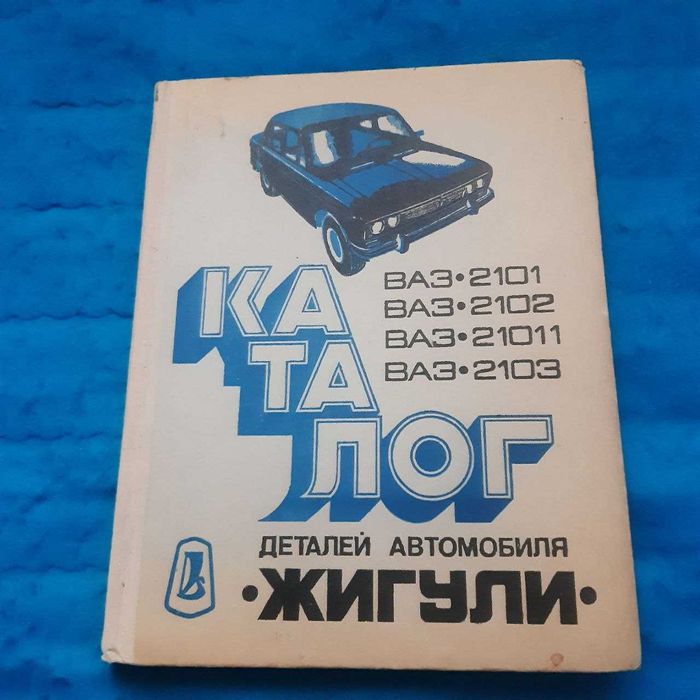 ВАЗ•2101
ВАЗ•2102
ВАЗ•21011
ВАЗ•2103
КА
ТА
ЛОГ
ДЕТАЛЕЙ АВТОМОБИЛЯ
•ЖИГУЛИ•